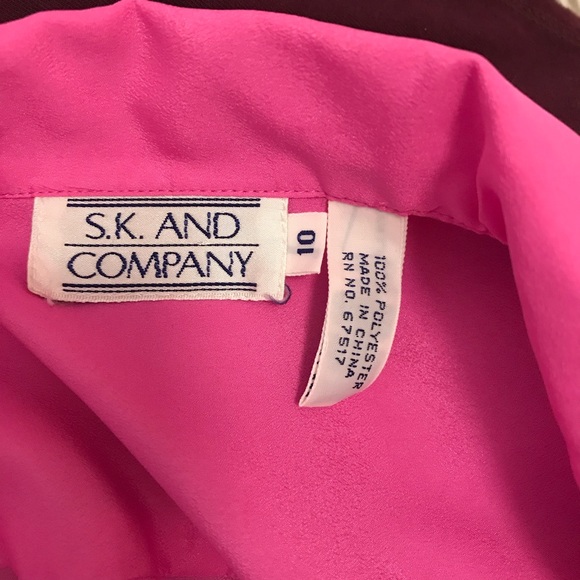 S.K. AND
COMPANY
10
100% POLYESTER
MADE IN CHINA
RN NO. 67517